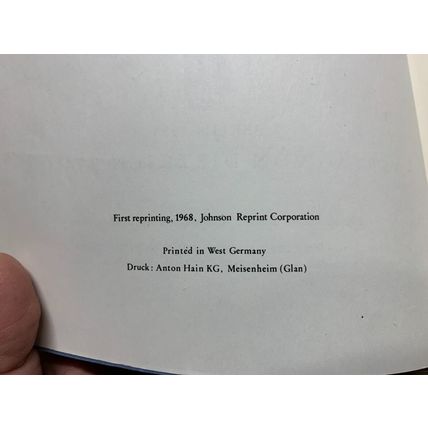 First reprinting, 1968, Johnson Reprint Corporation
Printed in West Germany
Druck: Anton Hain KG, Meisenheim (Glan)